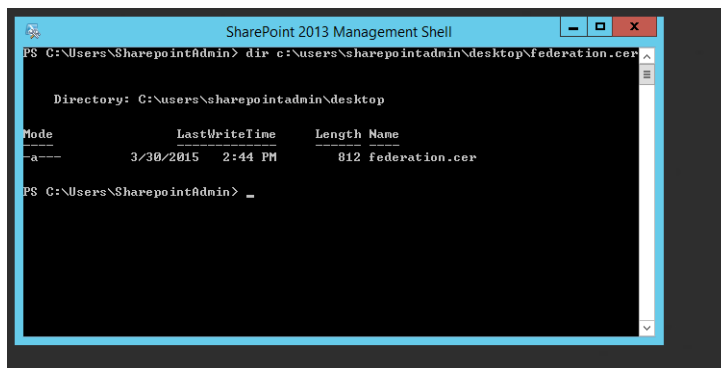 SharePoint 2013 Management Shell
PS C:\Users\SharepointAdmin> dir c:\users\sharepointadmin\desktop\federation.cer
Directory: C:\users\sharepointadmin\desktop
Mode LastWriteTime Length Name
---- ------------- ------ ----
-a--- 3/30/2015 2:44 PM 812 federation.cer
PS C:\Users\SharepointAdmin> _